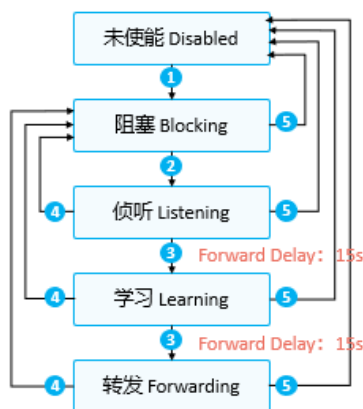 未使能 Disabled
1
阻塞 Blocking
5
2
4
侦听 Listening
5
3
Forward Delay：15s
4
学习 Learning
5
3
Forward Delay：15s
4
转发 Forwarding
5